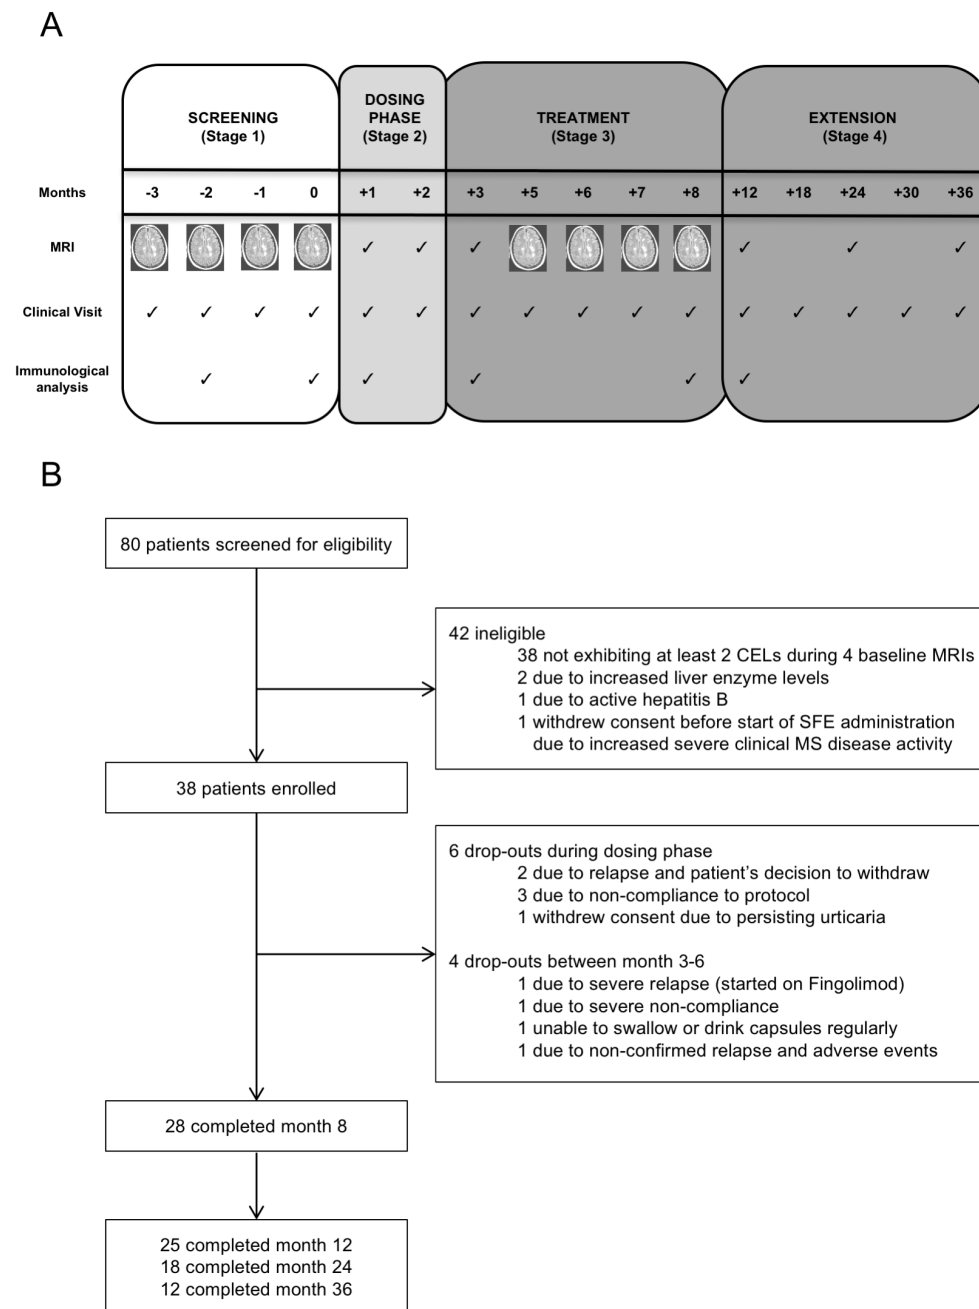 A
SCREENING
(Stage 1)
DOSING
PHASE
(Stage 2)
TREATMENT
(Stage 3)
EXTENSION
(Stage 4)
Months -3 -2 -1 0 +1 +2 +3 +5 +6 +7 +8 +12 +18 +24 +30 +36
MRI ✓ ✓ ✓ ✓ ✓ ✓
Clinical Visit ✓ ✓ ✓ ✓ ✓ ✓ ✓ ✓ ✓ ✓ ✓ ✓ ✓ ✓ ✓ ✓
Immunological
analysis ✓ ✓ ✓ ✓ ✓ ✓
B
80 patients screened for eligibility
42 ineligible
38 not exhibiting at least 2 CELs during 4 baseline MRIs
2 due to increased liver enzyme levels
1 due to active hepatitis B
1 withdrew consent before start of SFE administration
due to increased severe clinical MS disease activity
38 patients enrolled
6 drop-outs during dosing phase
2 due to relapse and patient's decision to withdraw
3 due to non-compliance to protocol
1 withdrew consent due to persisting urticaria
4 drop-outs between month 3-6
1 due to severe relapse (started on Fingolimod)
1 due to severe non-compliance
1 unable to swallow or drink capsules regularly
1 due to non-confirmed relapse and adverse events
28 completed month 8
25 completed month 12
18 completed month 24
12 completed month 36